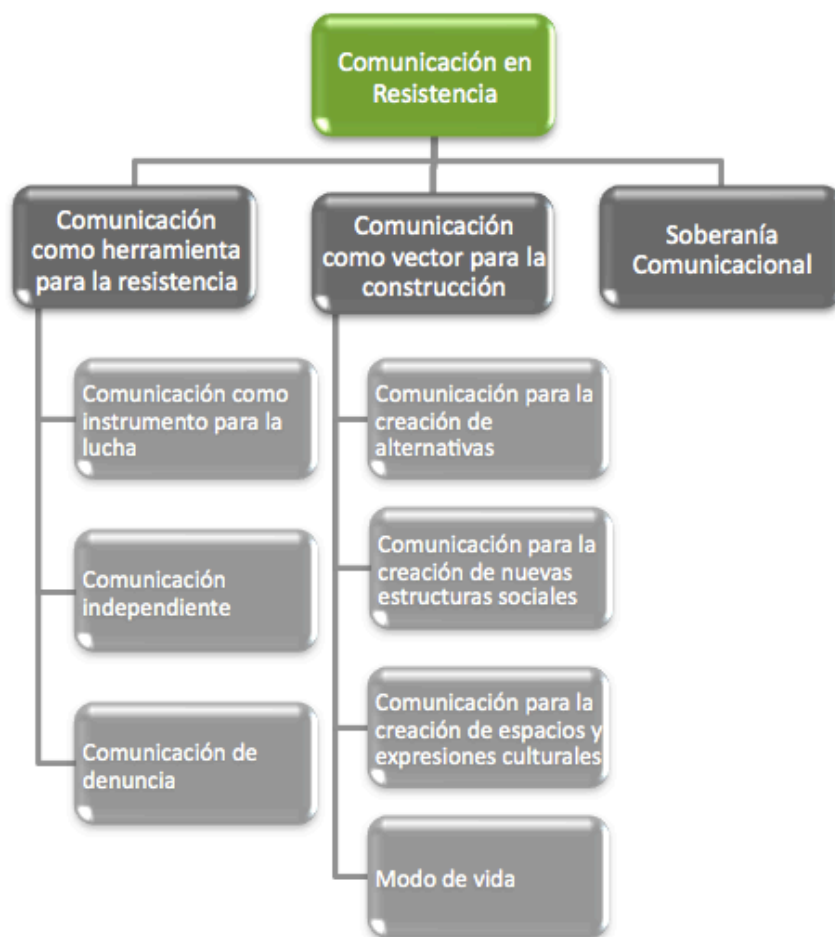 Comunicación en
Resistencia
Comunicación
como herramienta
para la resistencia
Comunicación
como vector para la
construcción
Soberanía
Comunicacional
Comunicación como
instrumento para la
lucha
Comunicación
independiente
Comunicación de
denuncia
Comunicación para la
creación de
alternativas
Comunicación para la
creación de nuevas
estructuras sociales
Comunicación para la
creación de espacios y
expresiones culturales
Modo de vida